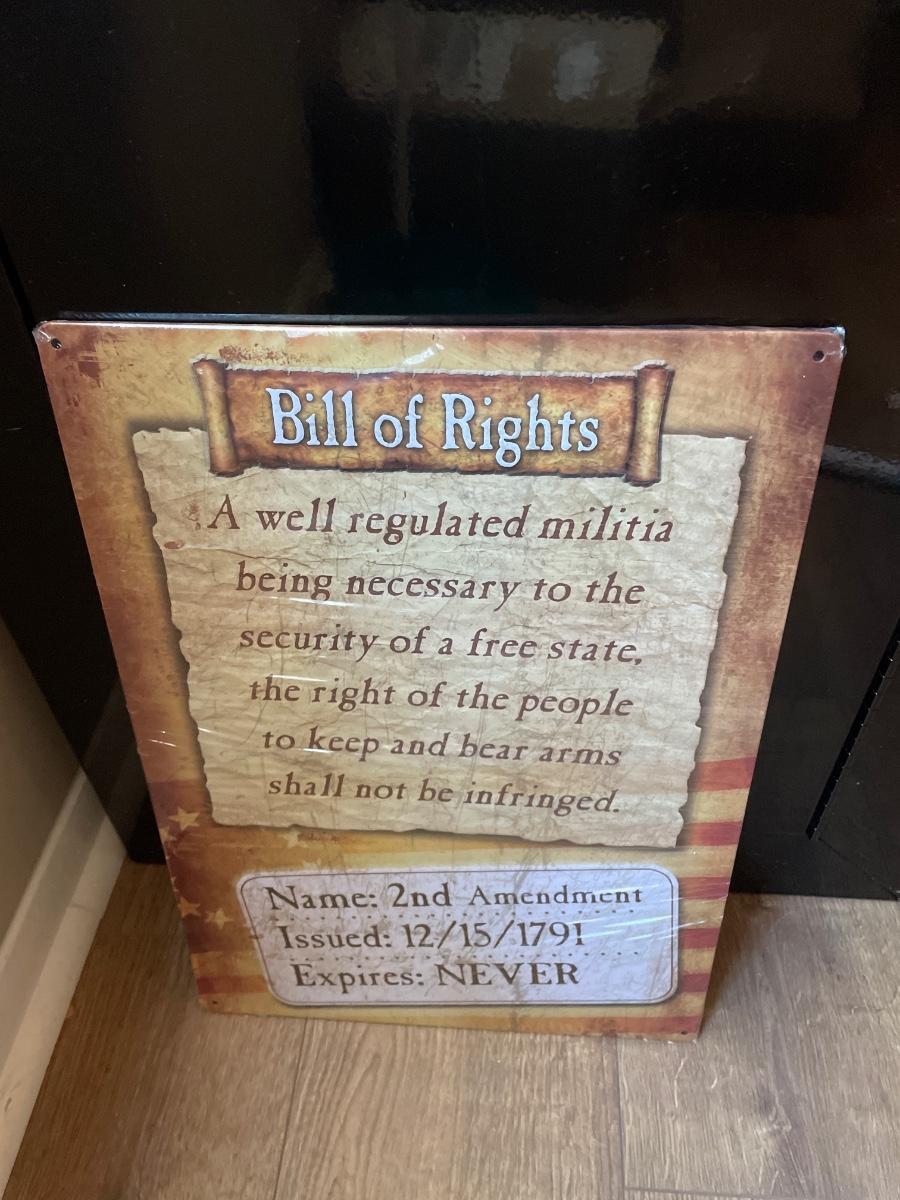 Bill of Rights
A well regulated militia
being necessary to the
security of a free state,
the right of the people
to keep and bear arms
shall not be infringed.
Name: 2nd Amendment
Issued: 12/15/1791
Expires: NEVER